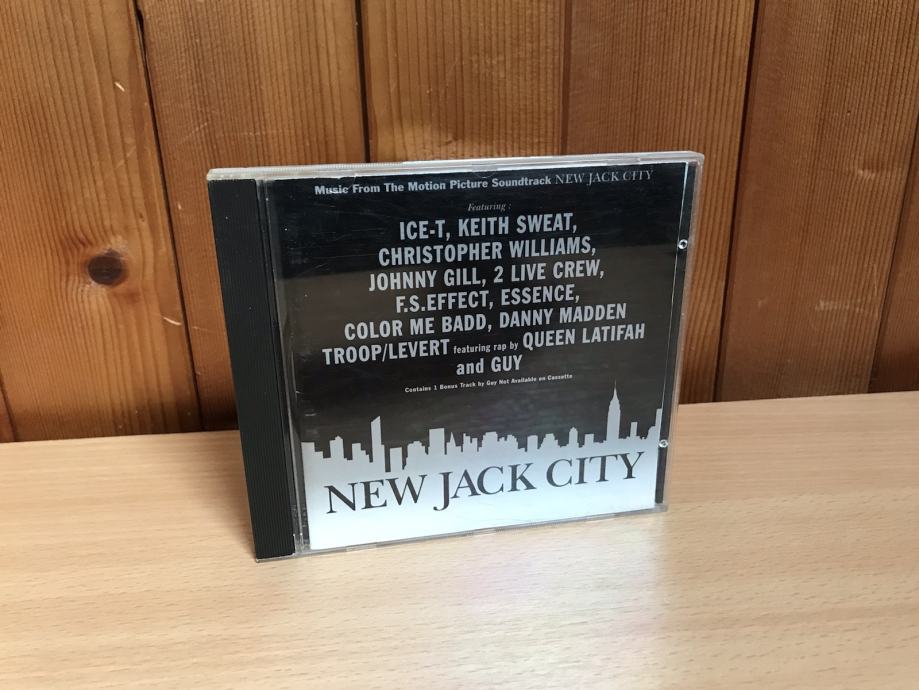 Music From The Motion Picture Soundtrack NEW JACK CITY
Featuring :
ICE-T, KEITH SWEAT,
CHRISTOPHER WILLIAMS,
JOHNNY GILL, 2 LIVE CREW,
F.S.EFFECT, ESSENCE,
COLOR ME BADD, DANNY MADDEN
TROOP/LEVERT featuring rap by QUEEN LATIFAH
and GUY
Contains 1 Bonus Track by Guy Not Available on Cassette
NEW JACK CITY